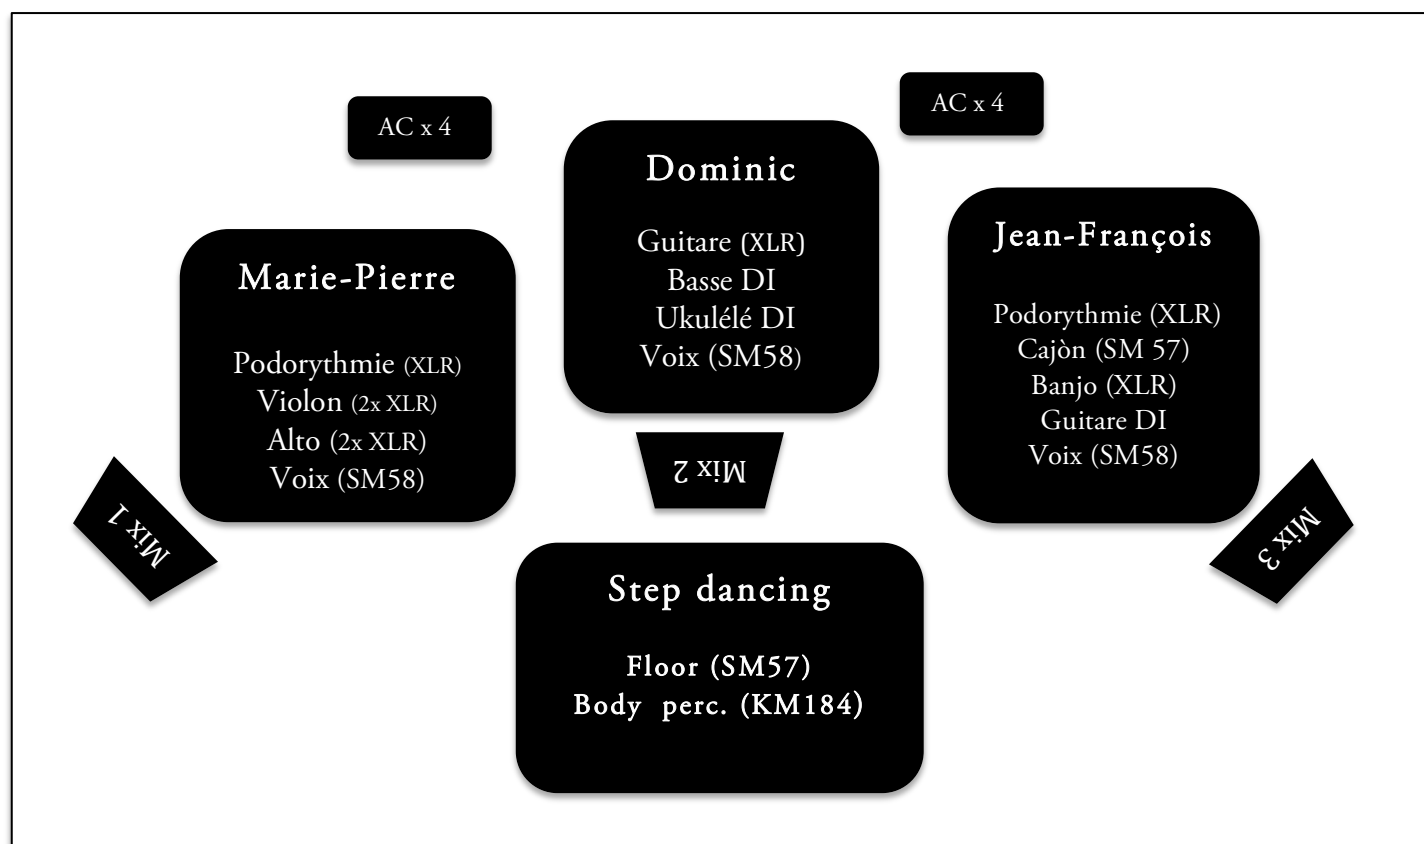 AC x 4
AC x 4
Dominic
Guitare (XLR)
Basse DI
Ukulélé DI
Voix (SM58)
Jean-François
Podorythmie (XLR)
Cajòn (SM 57)
Banjo (XLR)
Guitare DI
Voix (SM58)
Marie-Pierre
Podorythmie (XLR)
Violon (2x XLR)
Alto (2x XLR)
Voix (SM58)
Mix 1
Mix 2
Mix 3
Step dancing
Floor (SM57)
Body perc. (KM184)